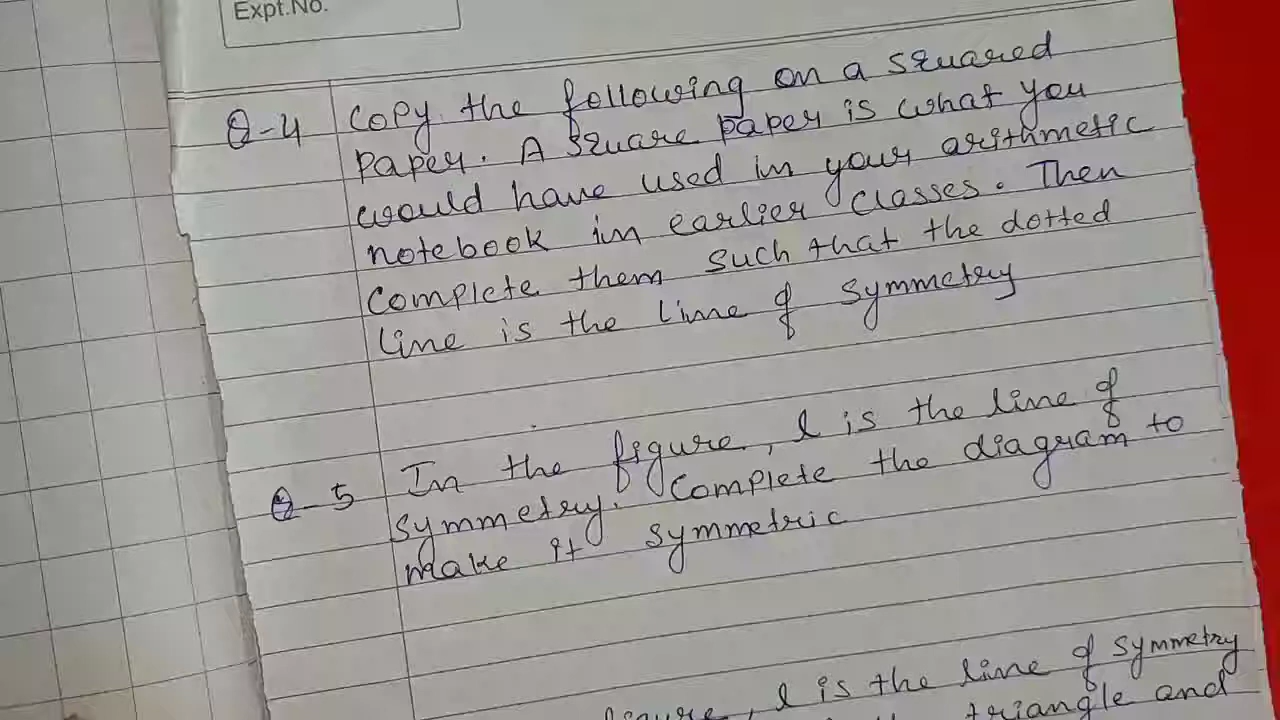 Expt.No.
Q-4 Copy the following on a squared
paper. A square paper is what you
would have used in your arithmetic
notebook in earlier classes. Then
complete them such that the dotted
line is the line of symmetry
Q-5 In the figure, l is the line of
symmetry. Complete the diagram to
make it symmetric
figure, l is the line of symmetry
triangle and